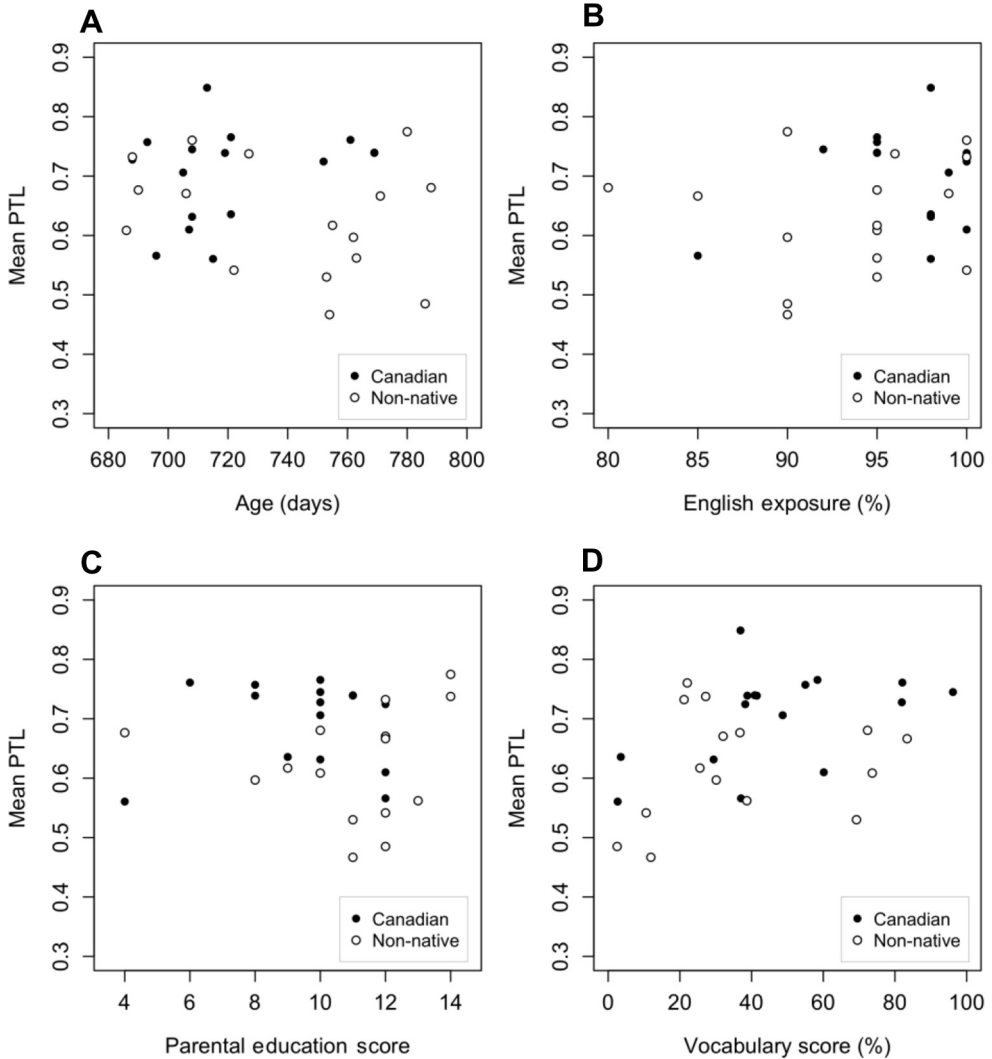 A
Mean PTL
0.9
0.8
0.7
0.6
0.5
0.4
0.3
Canadian
Non-native
680 700 720 740 760 780 800
Age (days)
B
Mean PTL
0.9
0.8
0.7
0.6
0.5
0.4
0.3
Canadian
Non-native
80 85 90 95 100
English exposure (%)
C
Mean PTL
0.9
0.8
0.7
0.6
0.5
0.4
0.3
Canadian
Non-native
4 6 8 10 12 14
Parental education score
D
Mean PTL
0.9
0.8
0.7
0.6
0.5
0.4
0.3
Canadian
Non-native
0 20 40 60 80 100
Vocabulary score (%)